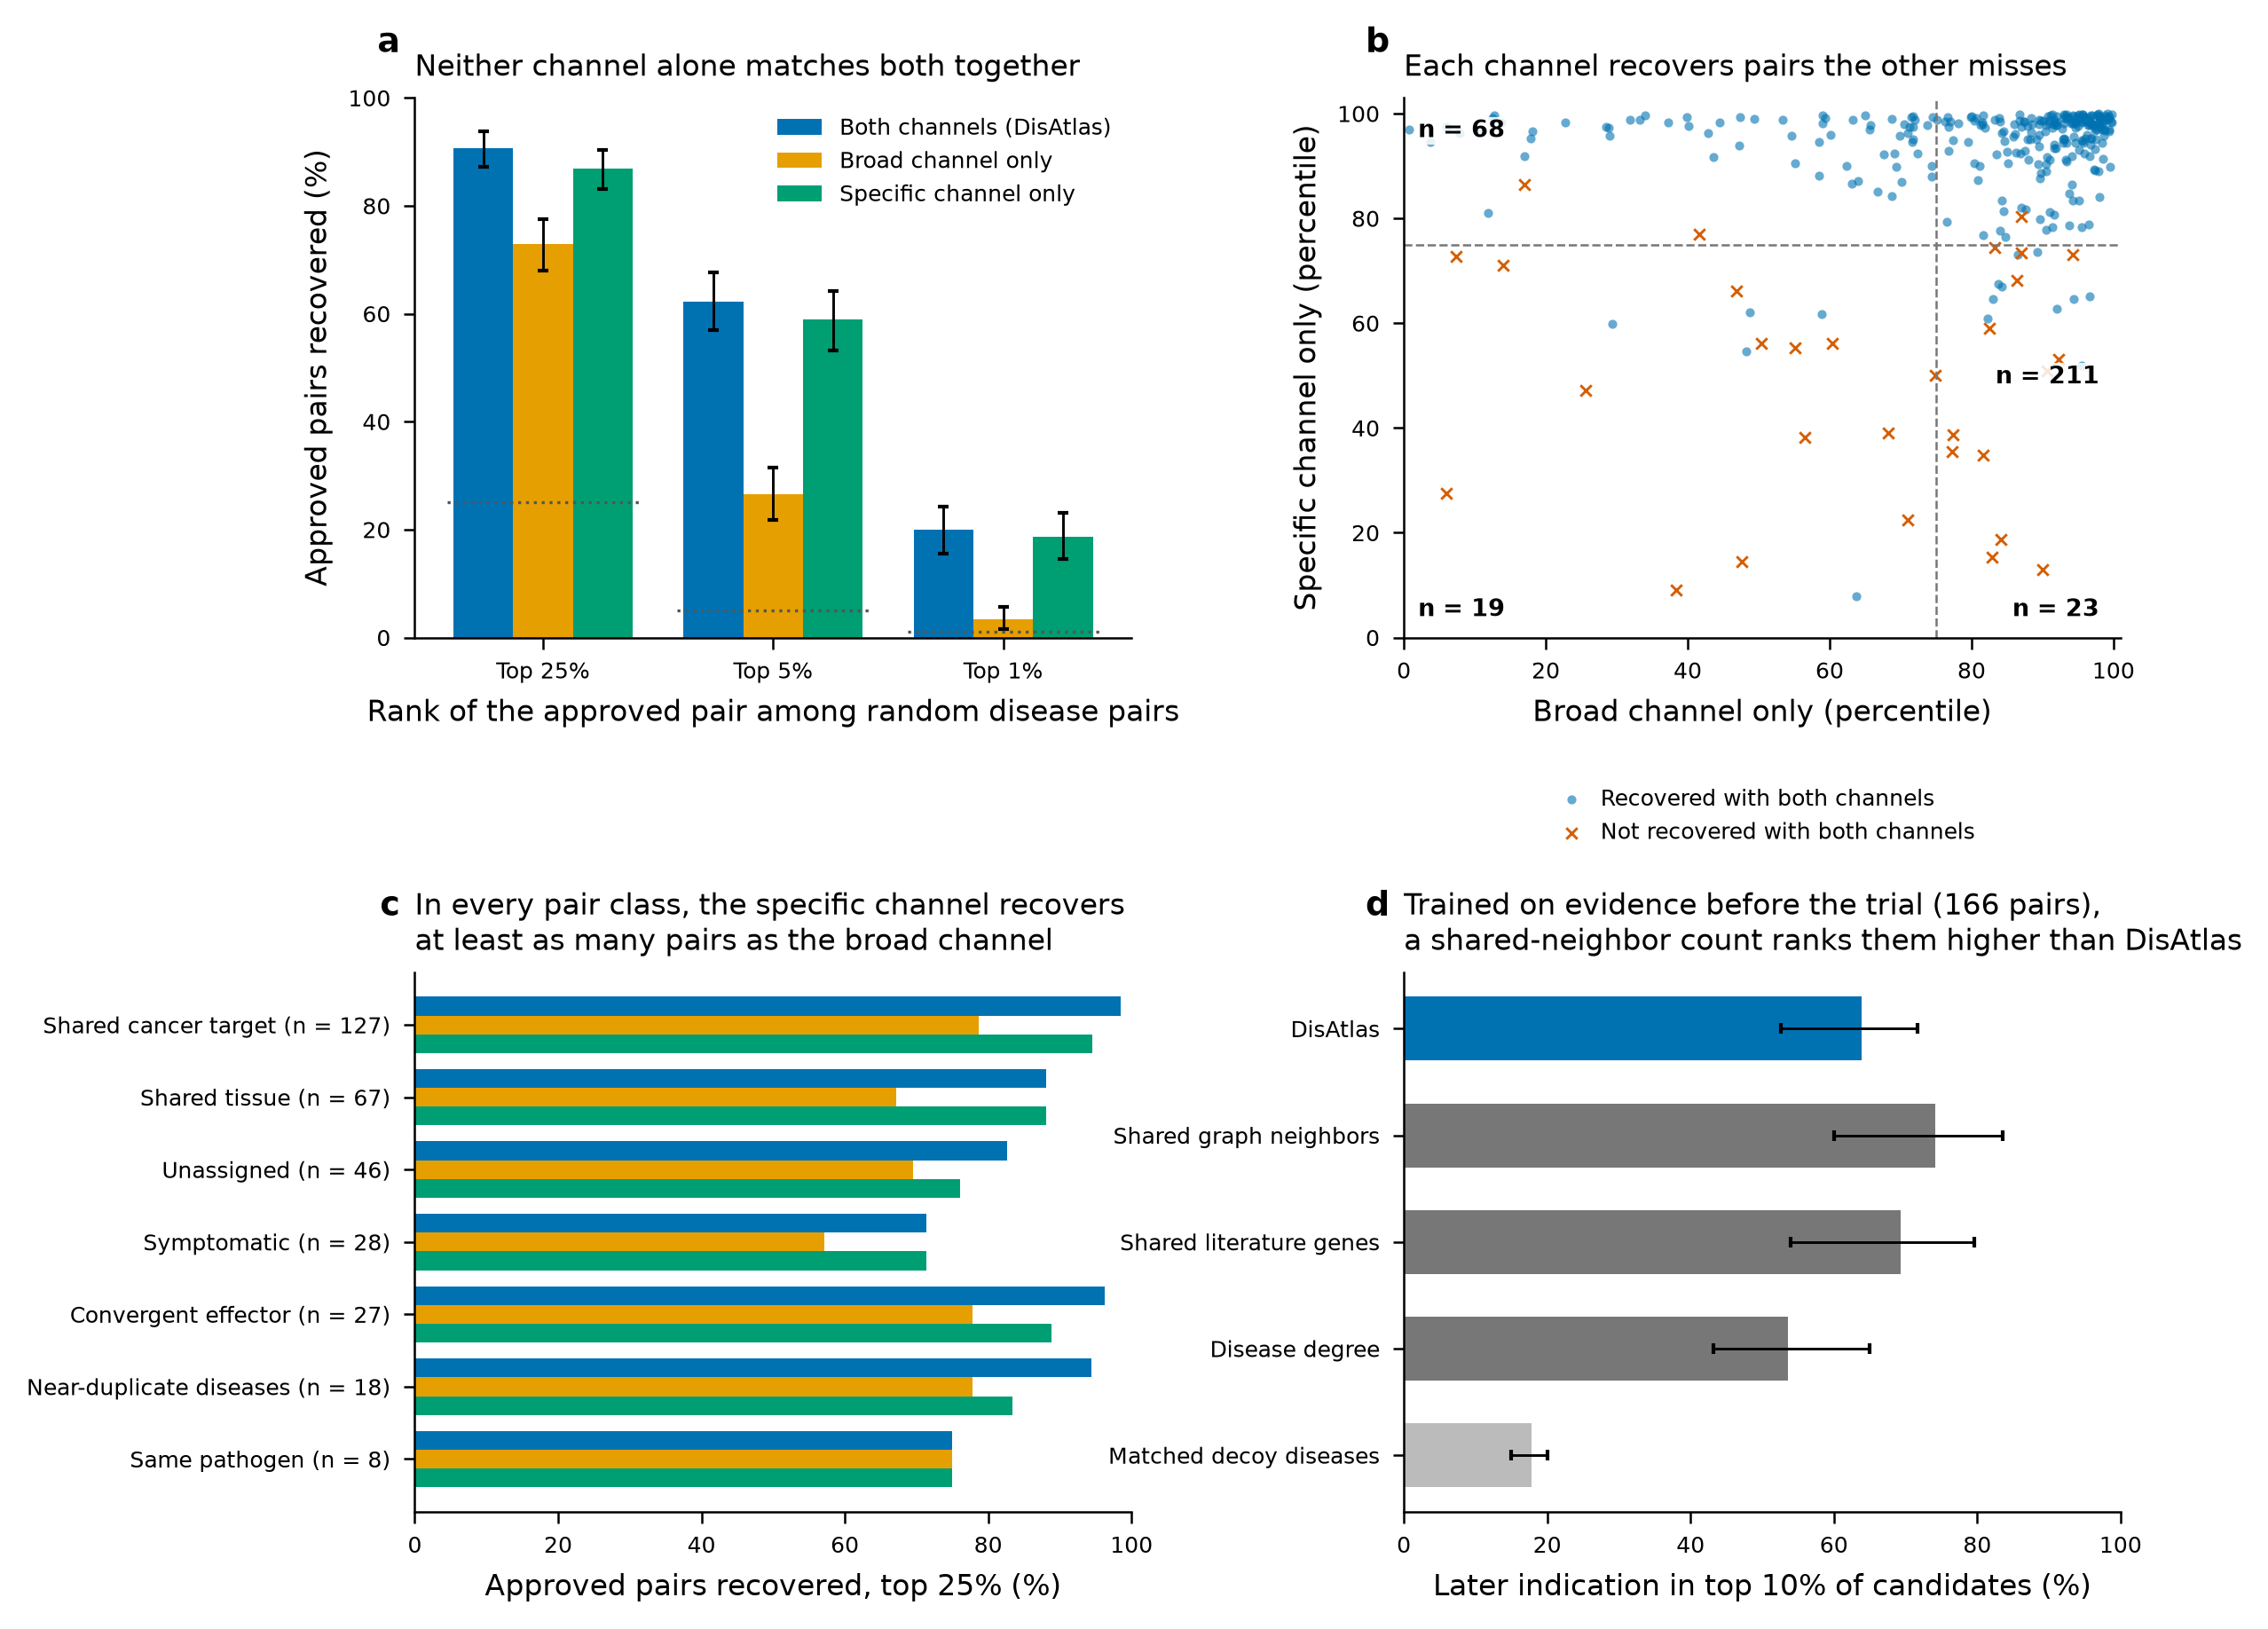 a
Neither channel alone matches both together
Approved pairs recovered (%)
100
80
60
40
20
0
Both channels (DisAtlas)
Broad channel only
Specific channel only
Top 25%
Top 5%
Top 1%
Rank of the approved pair among random disease pairs
b
Each channel recovers pairs the other misses
Specific channel only (percentile)
100
80
60
40
20
0
n = 68
n = 211
n = 19
n = 23
0
20
40
60
80
100
Broad channel only (percentile)
Recovered with both channels
Not recovered with both channels
c
In every pair class, the specific channel recovers
at least as many pairs as the broad channel
Shared cancer target (n = 127)
Shared tissue (n = 67)
Unassigned (n = 46)
Symptomatic (n = 28)
Convergent effector (n = 27)
Near-duplicate diseases (n = 18)
Same pathogen (n = 8)
0
20
40
60
80
100
Approved pairs recovered, top 25% (%)
d
Trained on evidence before the trial (166 pairs),
a shared-neighbor count ranks them higher than DisAtlas
DisAtlas
Shared graph neighbors
Shared literature genes
Disease degree
Matched decoy diseases
0
20
40
60
80
100
Later indication in top 10% of candidates (%)